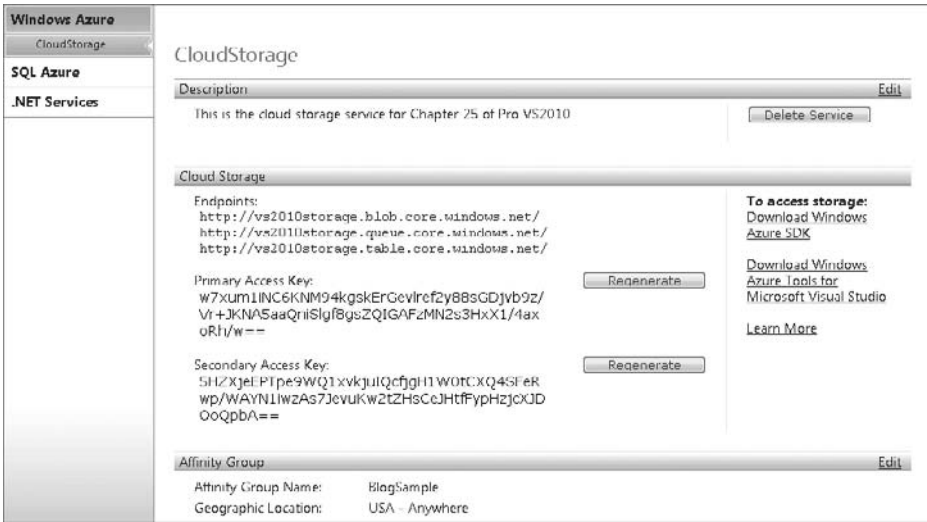 Windows Azure
CloudStorage
SQL Azure
.NET Services
CloudStorage
Description
Edit
This is the cloud storage service for Chapter 25 of Pro VS2010
Delete Service
Cloud Storage
Endpoints:
http://vs2010storage.blob.core.windows.net/
http://vs2010storage.queue.core.windows.net/
http://vs2010storage.table.core.windows.net/
Primary Access Key:
Regenerate
Secondary Access Key:
Regenerate
To access storage:
Download Windows
Azure SDK
Download Windows
Azure Tools for
Microsoft Visual Studio
Learn More
Affinity Group
Edit
Affinity Group Name: BlogSample
Geographic Location: USA - Anywhere